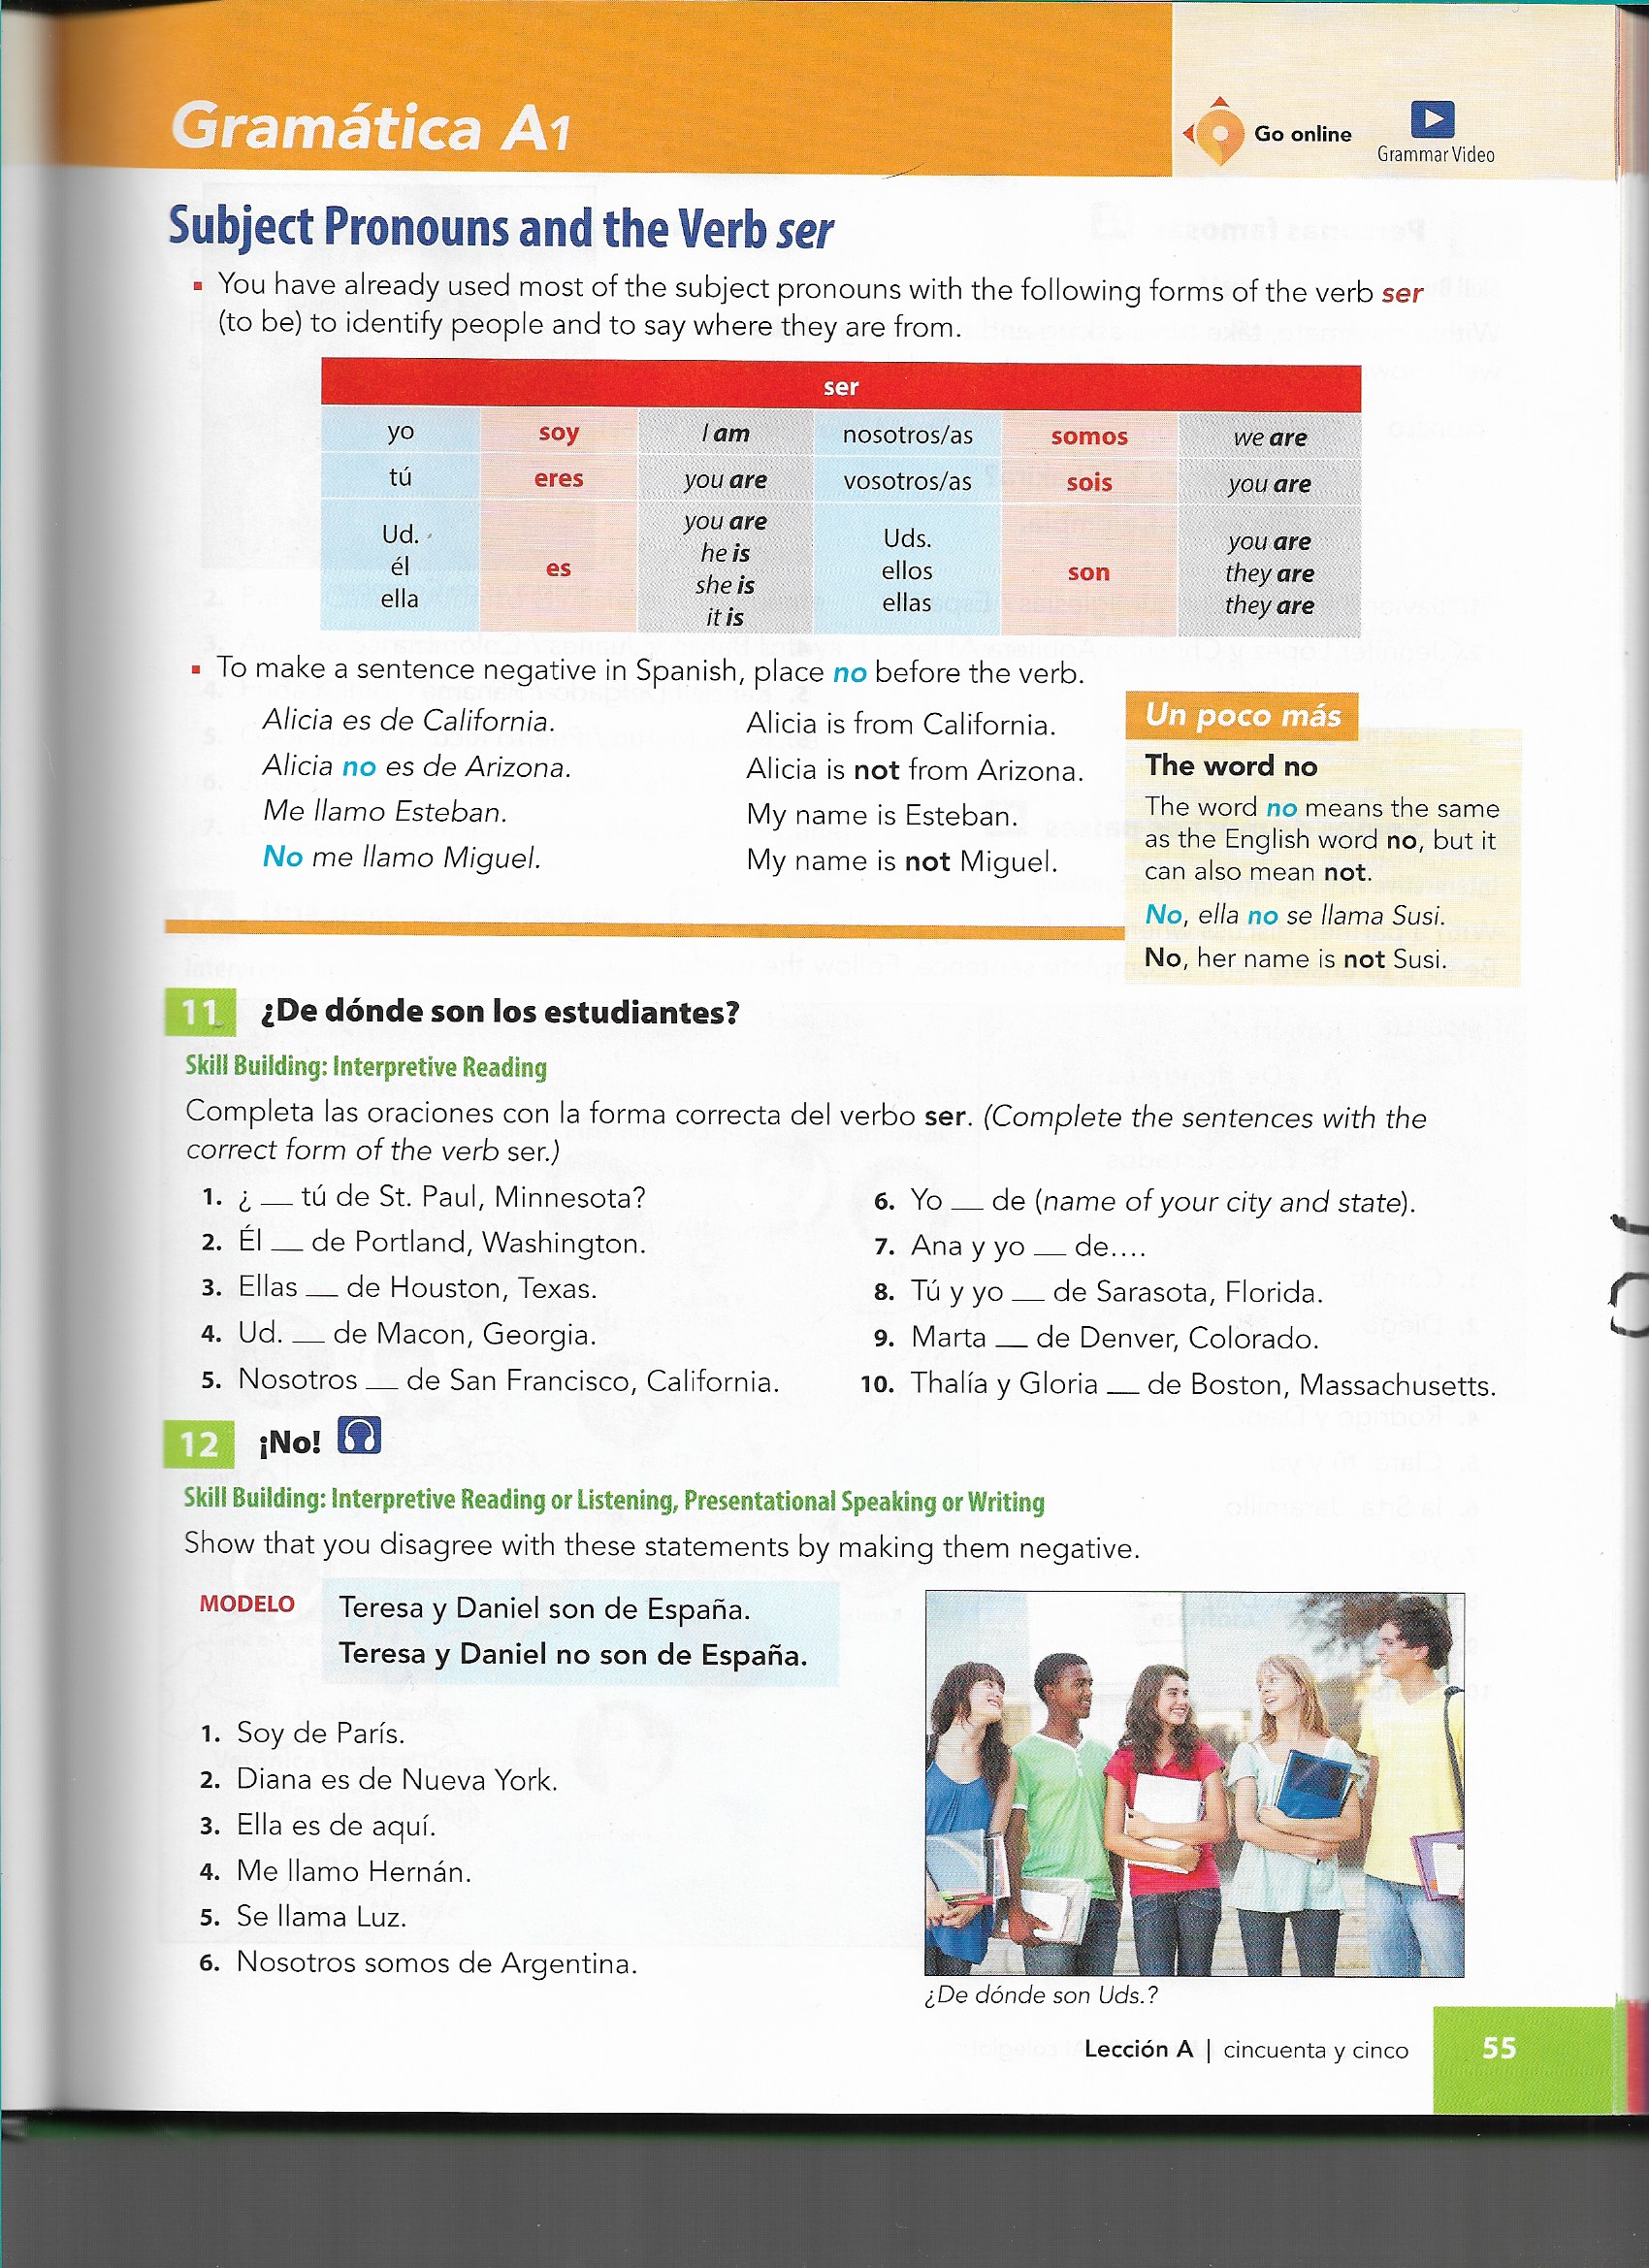 Gramática A1
Go online
Grammar Video
Subject Pronouns and the Verb ser
▪ You have already used most of the subject pronouns with the following forms of the verb ser
(to be) to identify people and to say where they are from.
ser
yo soy I am nosotros/as somos we are
tú eres you are vosotros/as sois you are
Ud. él ella es you are he is she is it is Uds. ellos ellas son you are they are they are
▪ To make a sentence negative in Spanish, place no before the verb.
Alicia es de California. Alicia is from California.
Alicia no es de Arizona. Alicia is not from Arizona.
Me llamo Esteban. My name is Esteban.
No me llamo Miguel. My name is not Miguel.
Un poco más
The word no
The word no means the same
as the English word no, but it
can also mean not.
No, ella no se llama Susi.
No, her name is not Susi.
11 ¿De dónde son los estudiantes?
Skill Building: Interpretive Reading
Completa las oraciones con la forma correcta del verbo ser. (Complete the sentences with the
correct form of the verb ser.)
1. ¿ __ tú de St. Paul, Minnesota?
2. Él __ de Portland, Washington.
3. Ellas __ de Houston, Texas.
4. Ud. __ de Macon, Georgia.
5. Nosotros __ de San Francisco, California.
6. Yo __ de (name of your city and state).
7. Ana y yo __ de....
8. Tú y yo __ de Sarasota, Florida.
9. Marta __ de Denver, Colorado.
10. Thalía y Gloria __ de Boston, Massachusetts.
12 ¡No!
Skill Building: Interpretive Reading or Listening, Presentational Speaking or Writing
Show that you disagree with these statements by making them negative.
MODELO Teresa y Daniel son de España.
Teresa y Daniel no son de España.
1. Soy de París.
2. Diana es de Nueva York.
3. Ella es de aquí.
4. Me llamo Hernán.
5. Se llama Luz.
6. Nosotros somos de Argentina.
¿De dónde son Uds.?
Lección A | cincuenta y cinco 55